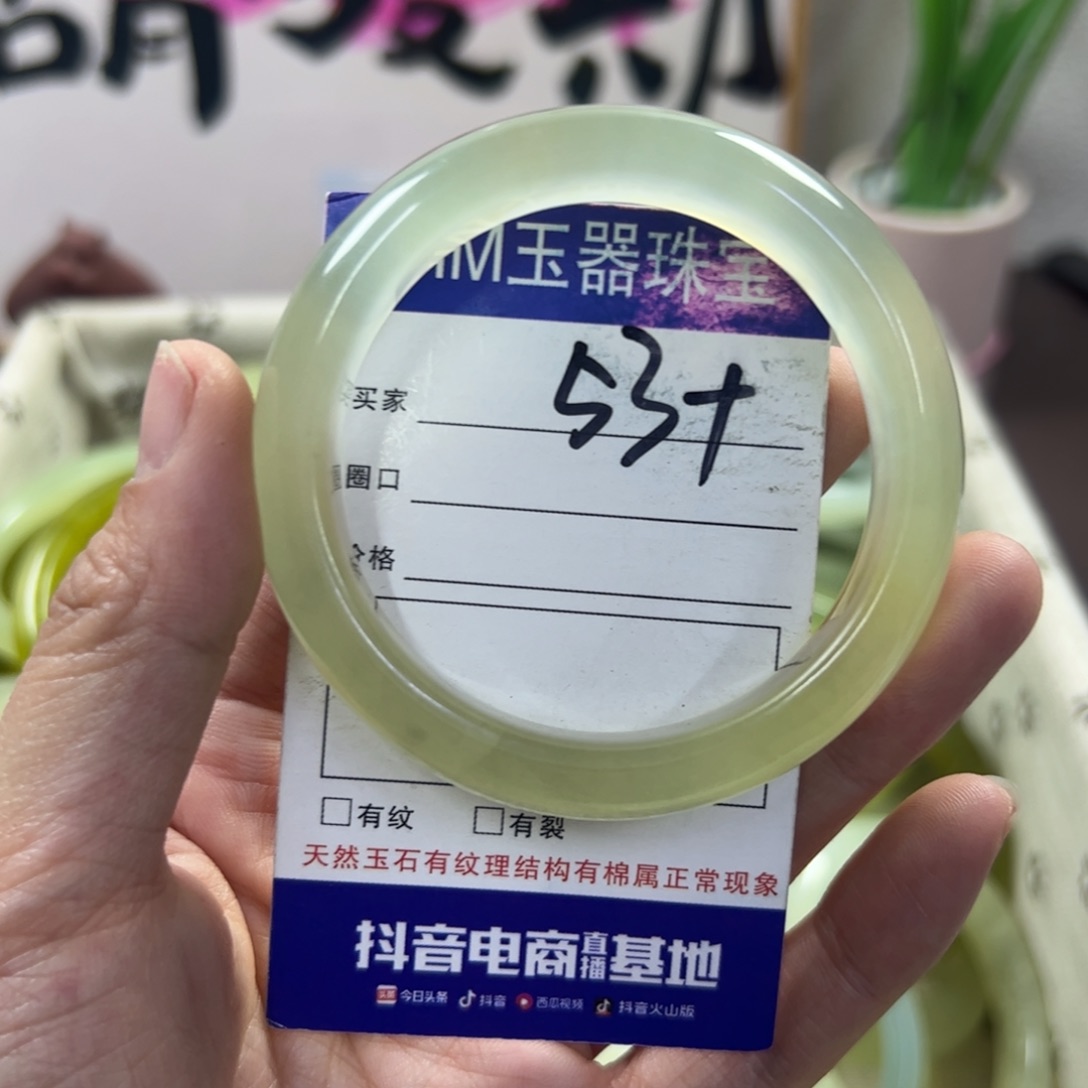 M玉器珠宝
53+
买家
圈口
格
有纹 有裂
天然玉石有纹理结构有棉属正常现象
抖音电商直播基地
头条 今日头条 抖音 西瓜视频 抖音火山版